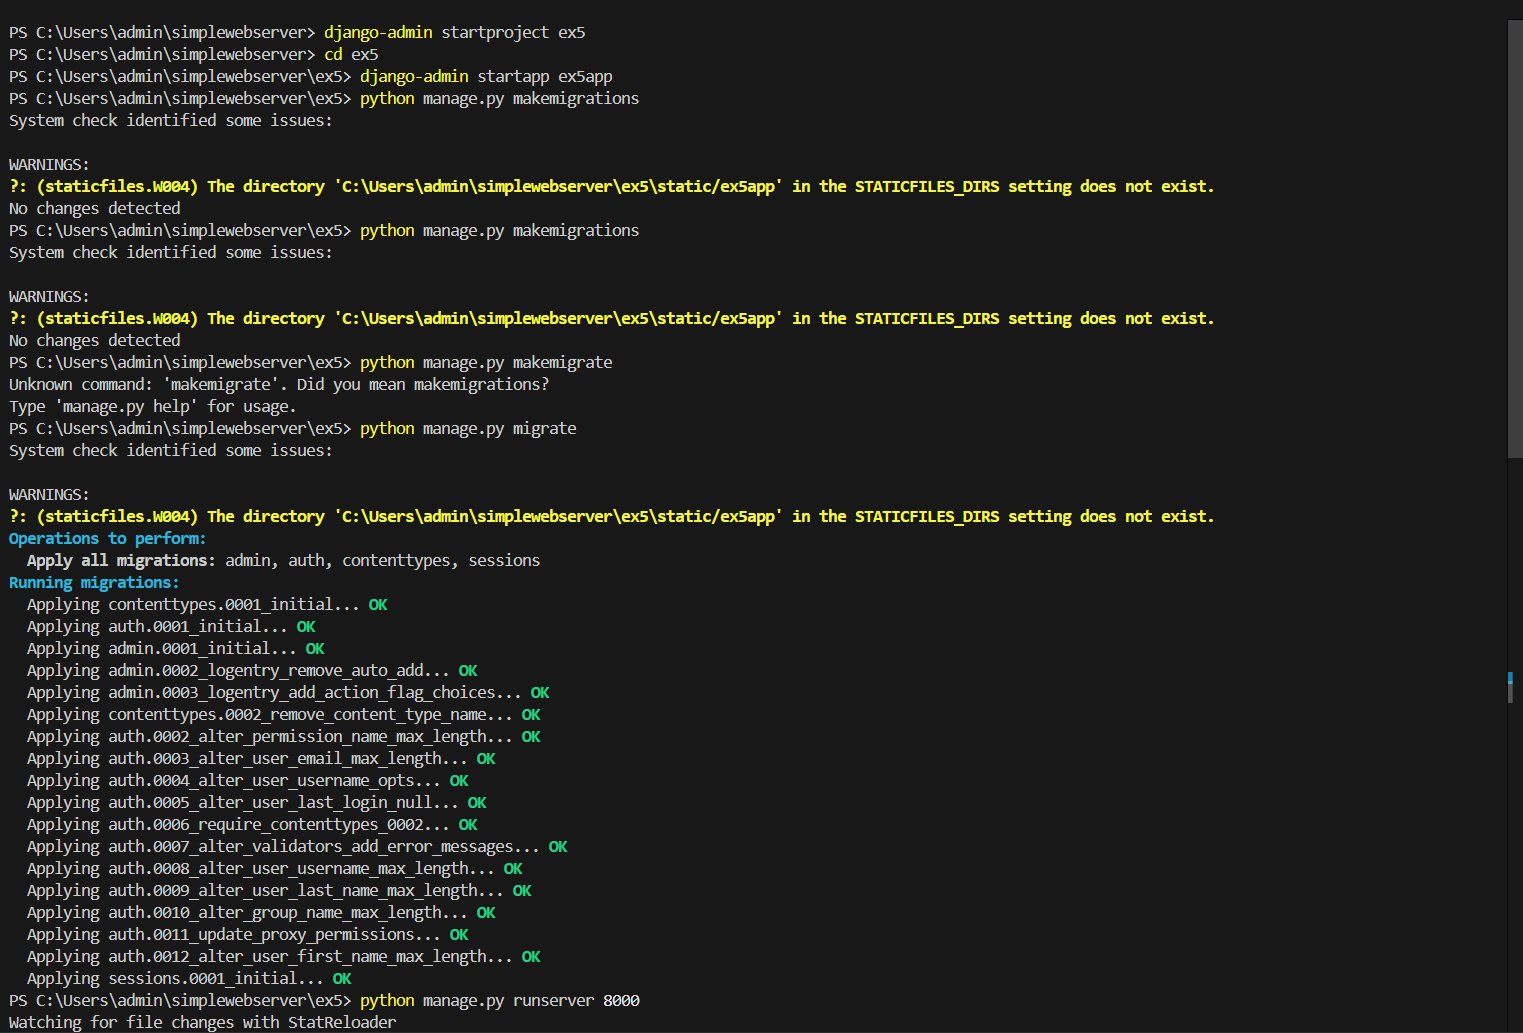 PS C:\Users\admin\simplewebserver> django-admin startproject ex5
PS C:\Users\admin\simplewebserver> cd ex5
PS C:\Users\admin\simplewebserver\ex5> django-admin startapp ex5app
PS C:\Users\admin\simplewebserver\ex5> python manage.py makemigrations
System check identified some issues:

WARNINGS:
?: (staticfiles.W004) The directory 'C:\Users\admin\simplewebserver\ex5\static/ex5app' in the STATICFILES_DIRS setting does not exist.
No changes detected
PS C:\Users\admin\simplewebserver\ex5> python manage.py makemigrations
System check identified some issues:

WARNINGS:
?: (staticfiles.W004) The directory 'C:\Users\admin\simplewebserver\ex5\static/ex5app' in the STATICFILES_DIRS setting does not exist.
No changes detected
PS C:\Users\admin\simplewebserver\ex5> python manage.py makemigrate
Unknown command: 'makemigrate'. Did you mean makemigrations?
Type 'manage.py help' for usage.
PS C:\Users\admin\simplewebserver\ex5> python manage.py migrate
System check identified some issues:

WARNINGS:
?: (staticfiles.W004) The directory 'C:\Users\admin\simplewebserver\ex5\static/ex5app' in the STATICFILES_DIRS setting does not exist.
Operations to perform:
  Apply all migrations: admin, auth, contenttypes, sessions
Running migrations:
  Applying contenttypes.0001_initial... OK
  Applying auth.0001_initial... OK
  Applying admin.0001_initial... OK
  Applying admin.0002_logentry_remove_auto_add... OK
  Applying admin.0003_logentry_add_action_flag_choices... OK
  Applying contenttypes.0002_remove_content_type_name... OK
  Applying auth.0002_alter_permission_name_max_length... OK
  Applying auth.0003_alter_user_email_max_length... OK
  Applying auth.0004_alter_user_username_opts... OK
  Applying auth.0005_alter_user_last_login_null... OK
  Applying auth.0006_require_contenttypes_0002... OK
  Applying auth.0007_alter_validators_add_error_messages... OK
  Applying auth.0008_alter_user_username_max_length... OK
  Applying auth.0009_alter_user_last_name_max_length... OK
  Applying auth.0010_alter_group_name_max_length... OK
  Applying auth.0011_update_proxy_permissions... OK
  Applying auth.0012_alter_user_first_name_max_length... OK
  Applying sessions.0001_initial... OK
PS C:\Users\admin\simplewebserver\ex5> python manage.py runserver 8000
Watching for file changes with StatReloader